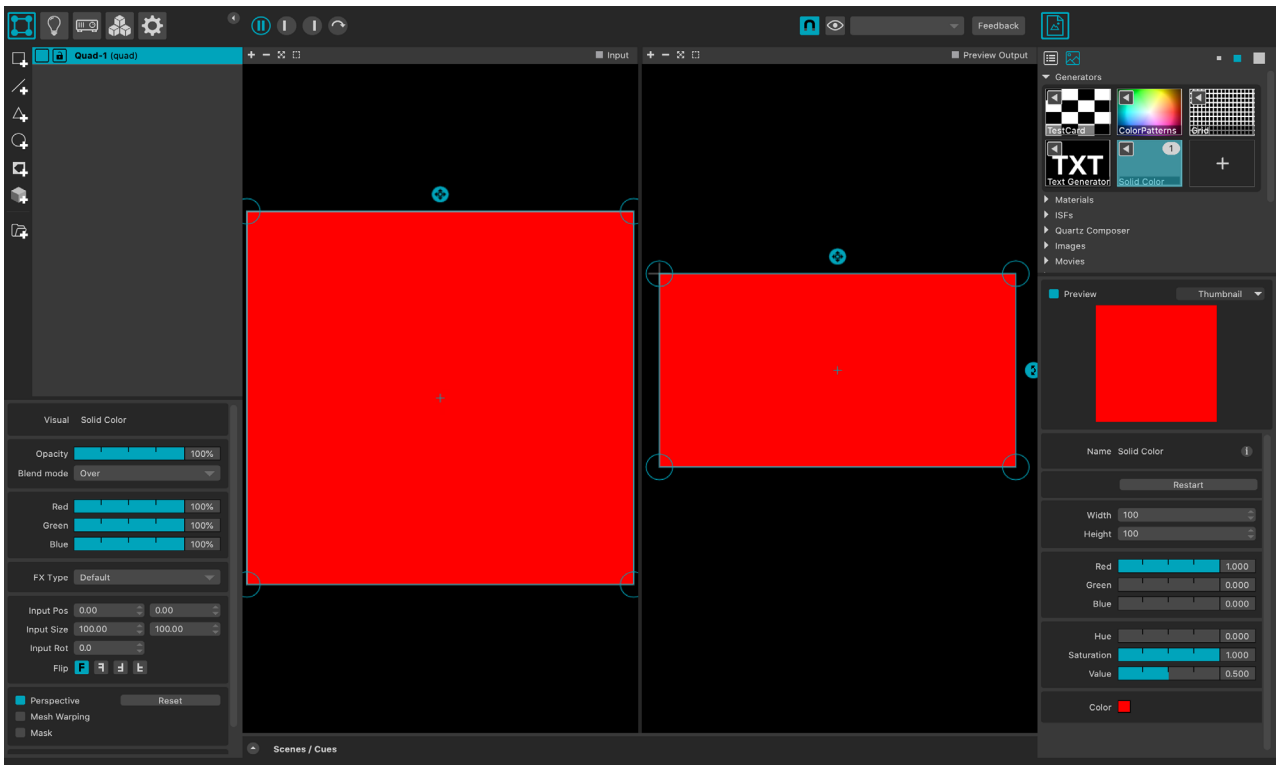 Feedback
Quad-1 (quad)
Input
Preview Output
Generators
TestCard
ColorPatterns
Grid
TXT
Text Generator
1
Solid Color
Materials
ISFs
Quartz Composer
Images
Movies
Preview
Thumbnail
Visual Solid Color
Opacity 100%
Blend mode Over
Red 100%
Green 100%
Blue 100%
FX Type Default
Input Pos 0.00 0.00
Input Size 100.00 100.00
Input Rot 0.0
Flip F F F F
Perspective Reset
Mesh Warping
Mask
Scenes / Cues
Name Solid Color
Restart
Width 100
Height 100
Red 1.000
Green 0.000
Blue 0.000
Hue 0.000
Saturation 1.000
Value 0.500
Color